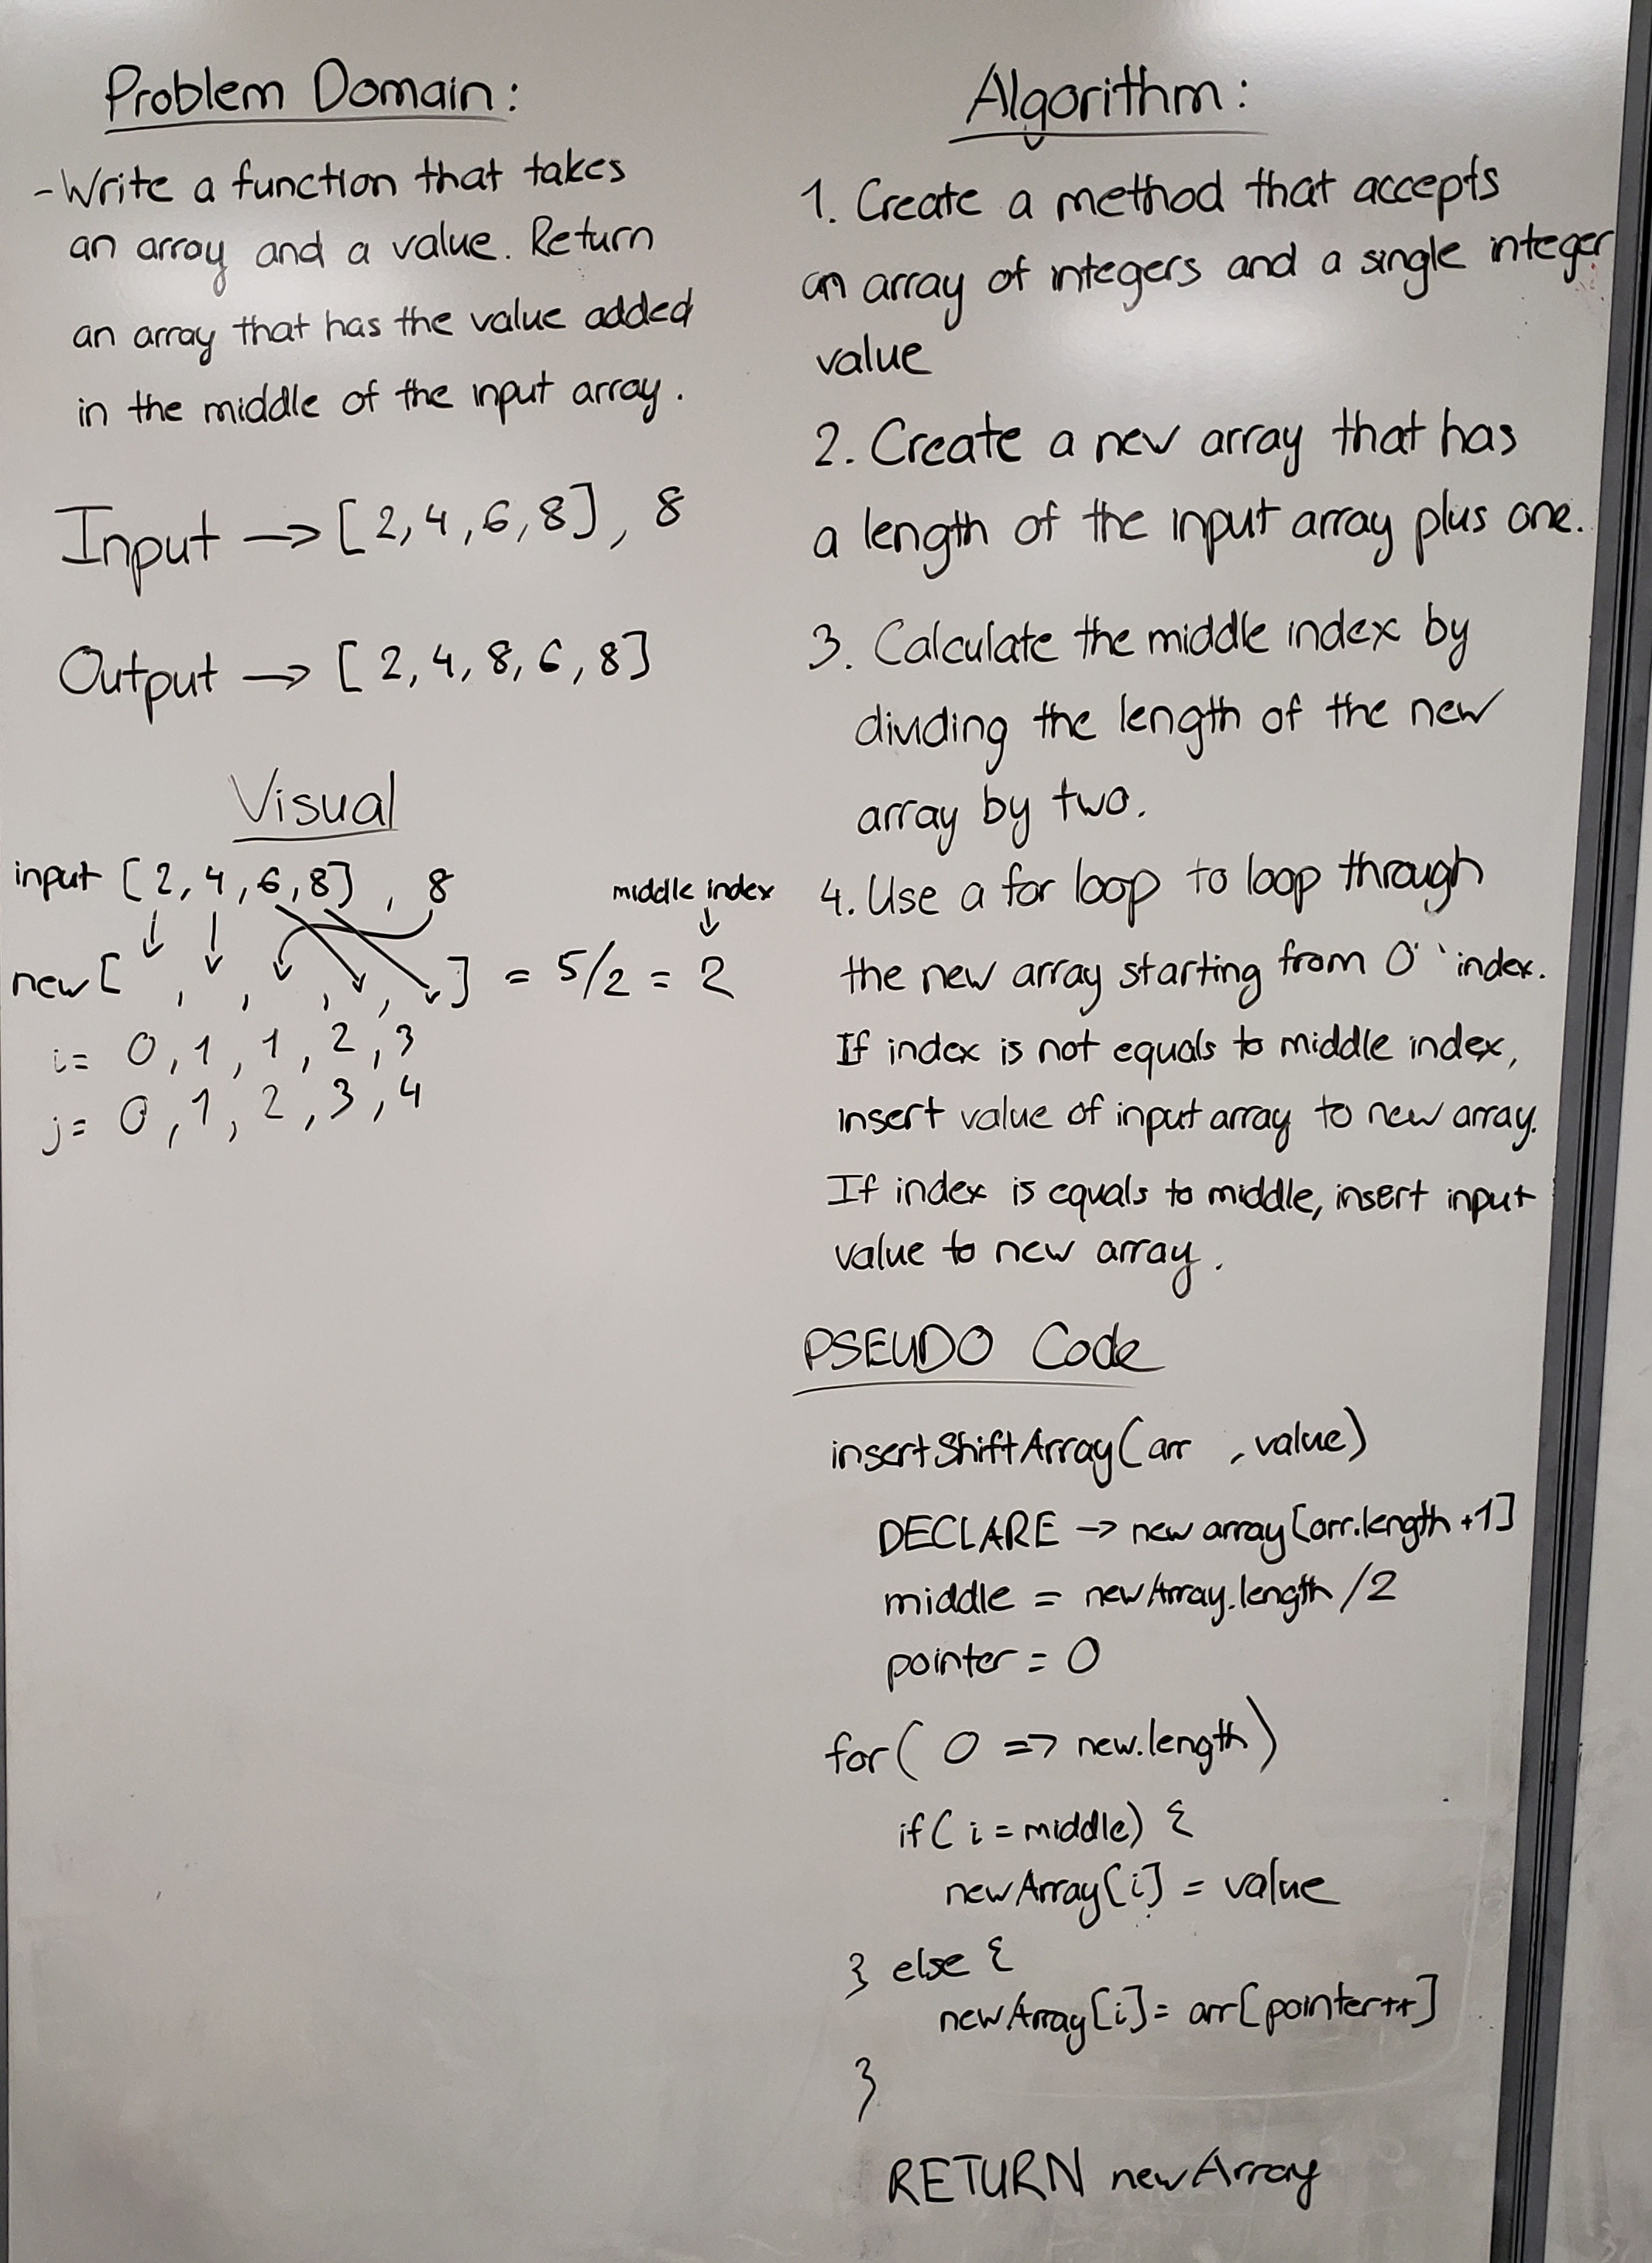 Problem Domain:
-Write a function that takes
an array and a value. Return
an array that has the value added
in the middle of the input array.
Input -> [2,4,6,8], 8
Output -> [2,4,8,6,8]
Visual
input [2,4,6,8], 8
middle index
new [ , , , , ] = 5/2 = 2
i= 0,1,1,2,3
j= 0,1,2,3,4
Algorithm:
1. Create a method that accepts
an array of integers and a single integer
value
2. Create a new array that has
a length of the input array plus one.
3. Calculate the middle index by
dividing the length of the new
array by two.
4. Use a for loop to loop through
the new array starting from 0 index.
If index is not equals to middle index,
insert value of input array to new array.
If index is equals to middle, insert input
value to new array.
PSEUDO Code
insertShiftArray(arr , value)
DECLARE -> new array[arr.length +1]
middle = newArray.length /2
pointer = 0
for( 0 => new.length)
if( i = middle) {
newArray[i] = value
} else {
newArray[i]= arr[pointer++]
}
RETURN newArray